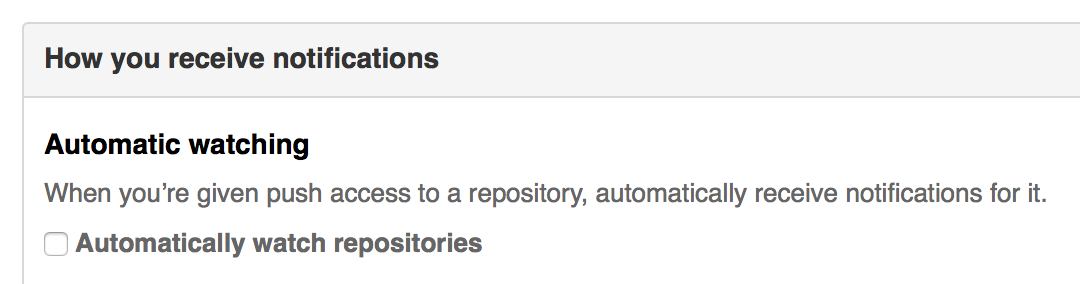 How you receive notifications
Automatic watching
When you’re given push access to a repository, automatically receive notifications for it.
Automatically watch repositories